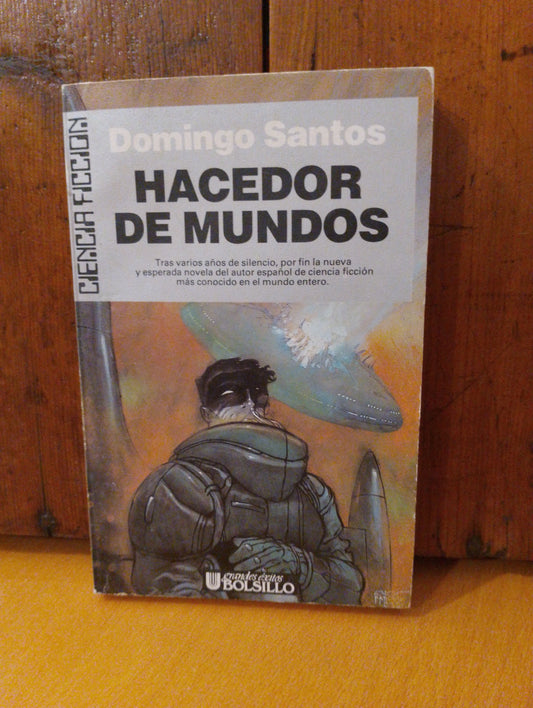 CIENCIA FICCION
Domingo Santos
HACEDOR
DE MUNDOS
Tras varios años de silencio, por fin la nueva
y esperada novela del autor español de ciencia ficción
más conocido en el mundo entero.
grandes éxitos
BOLSILLO